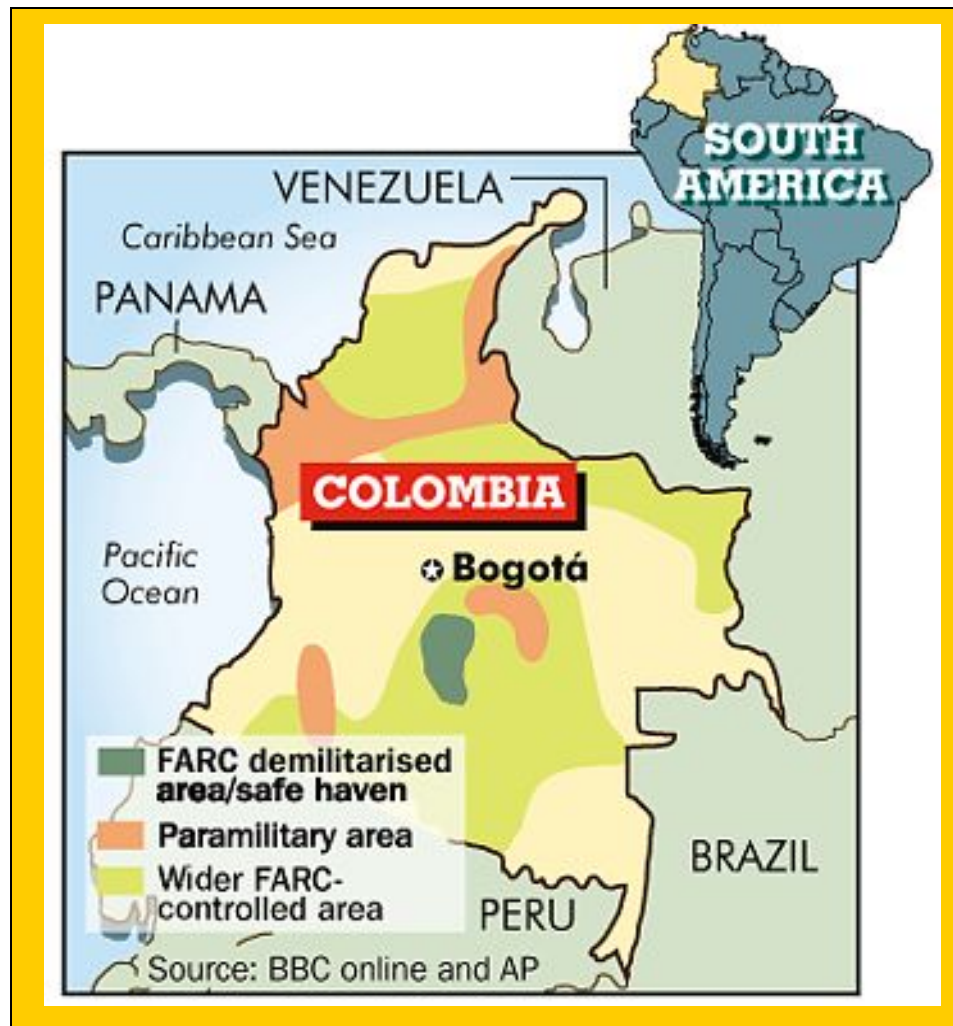 SOUTH
AMERICA
VENEZUELA
Caribbean Sea
PANAMA
COLOMBIA
Pacific
Ocean
Bogotá
FARC demilitarised
area/safe haven
Paramilitary area
Wider FARC-
controlled area
BRAZIL
PERU
Source: BBC online and AP